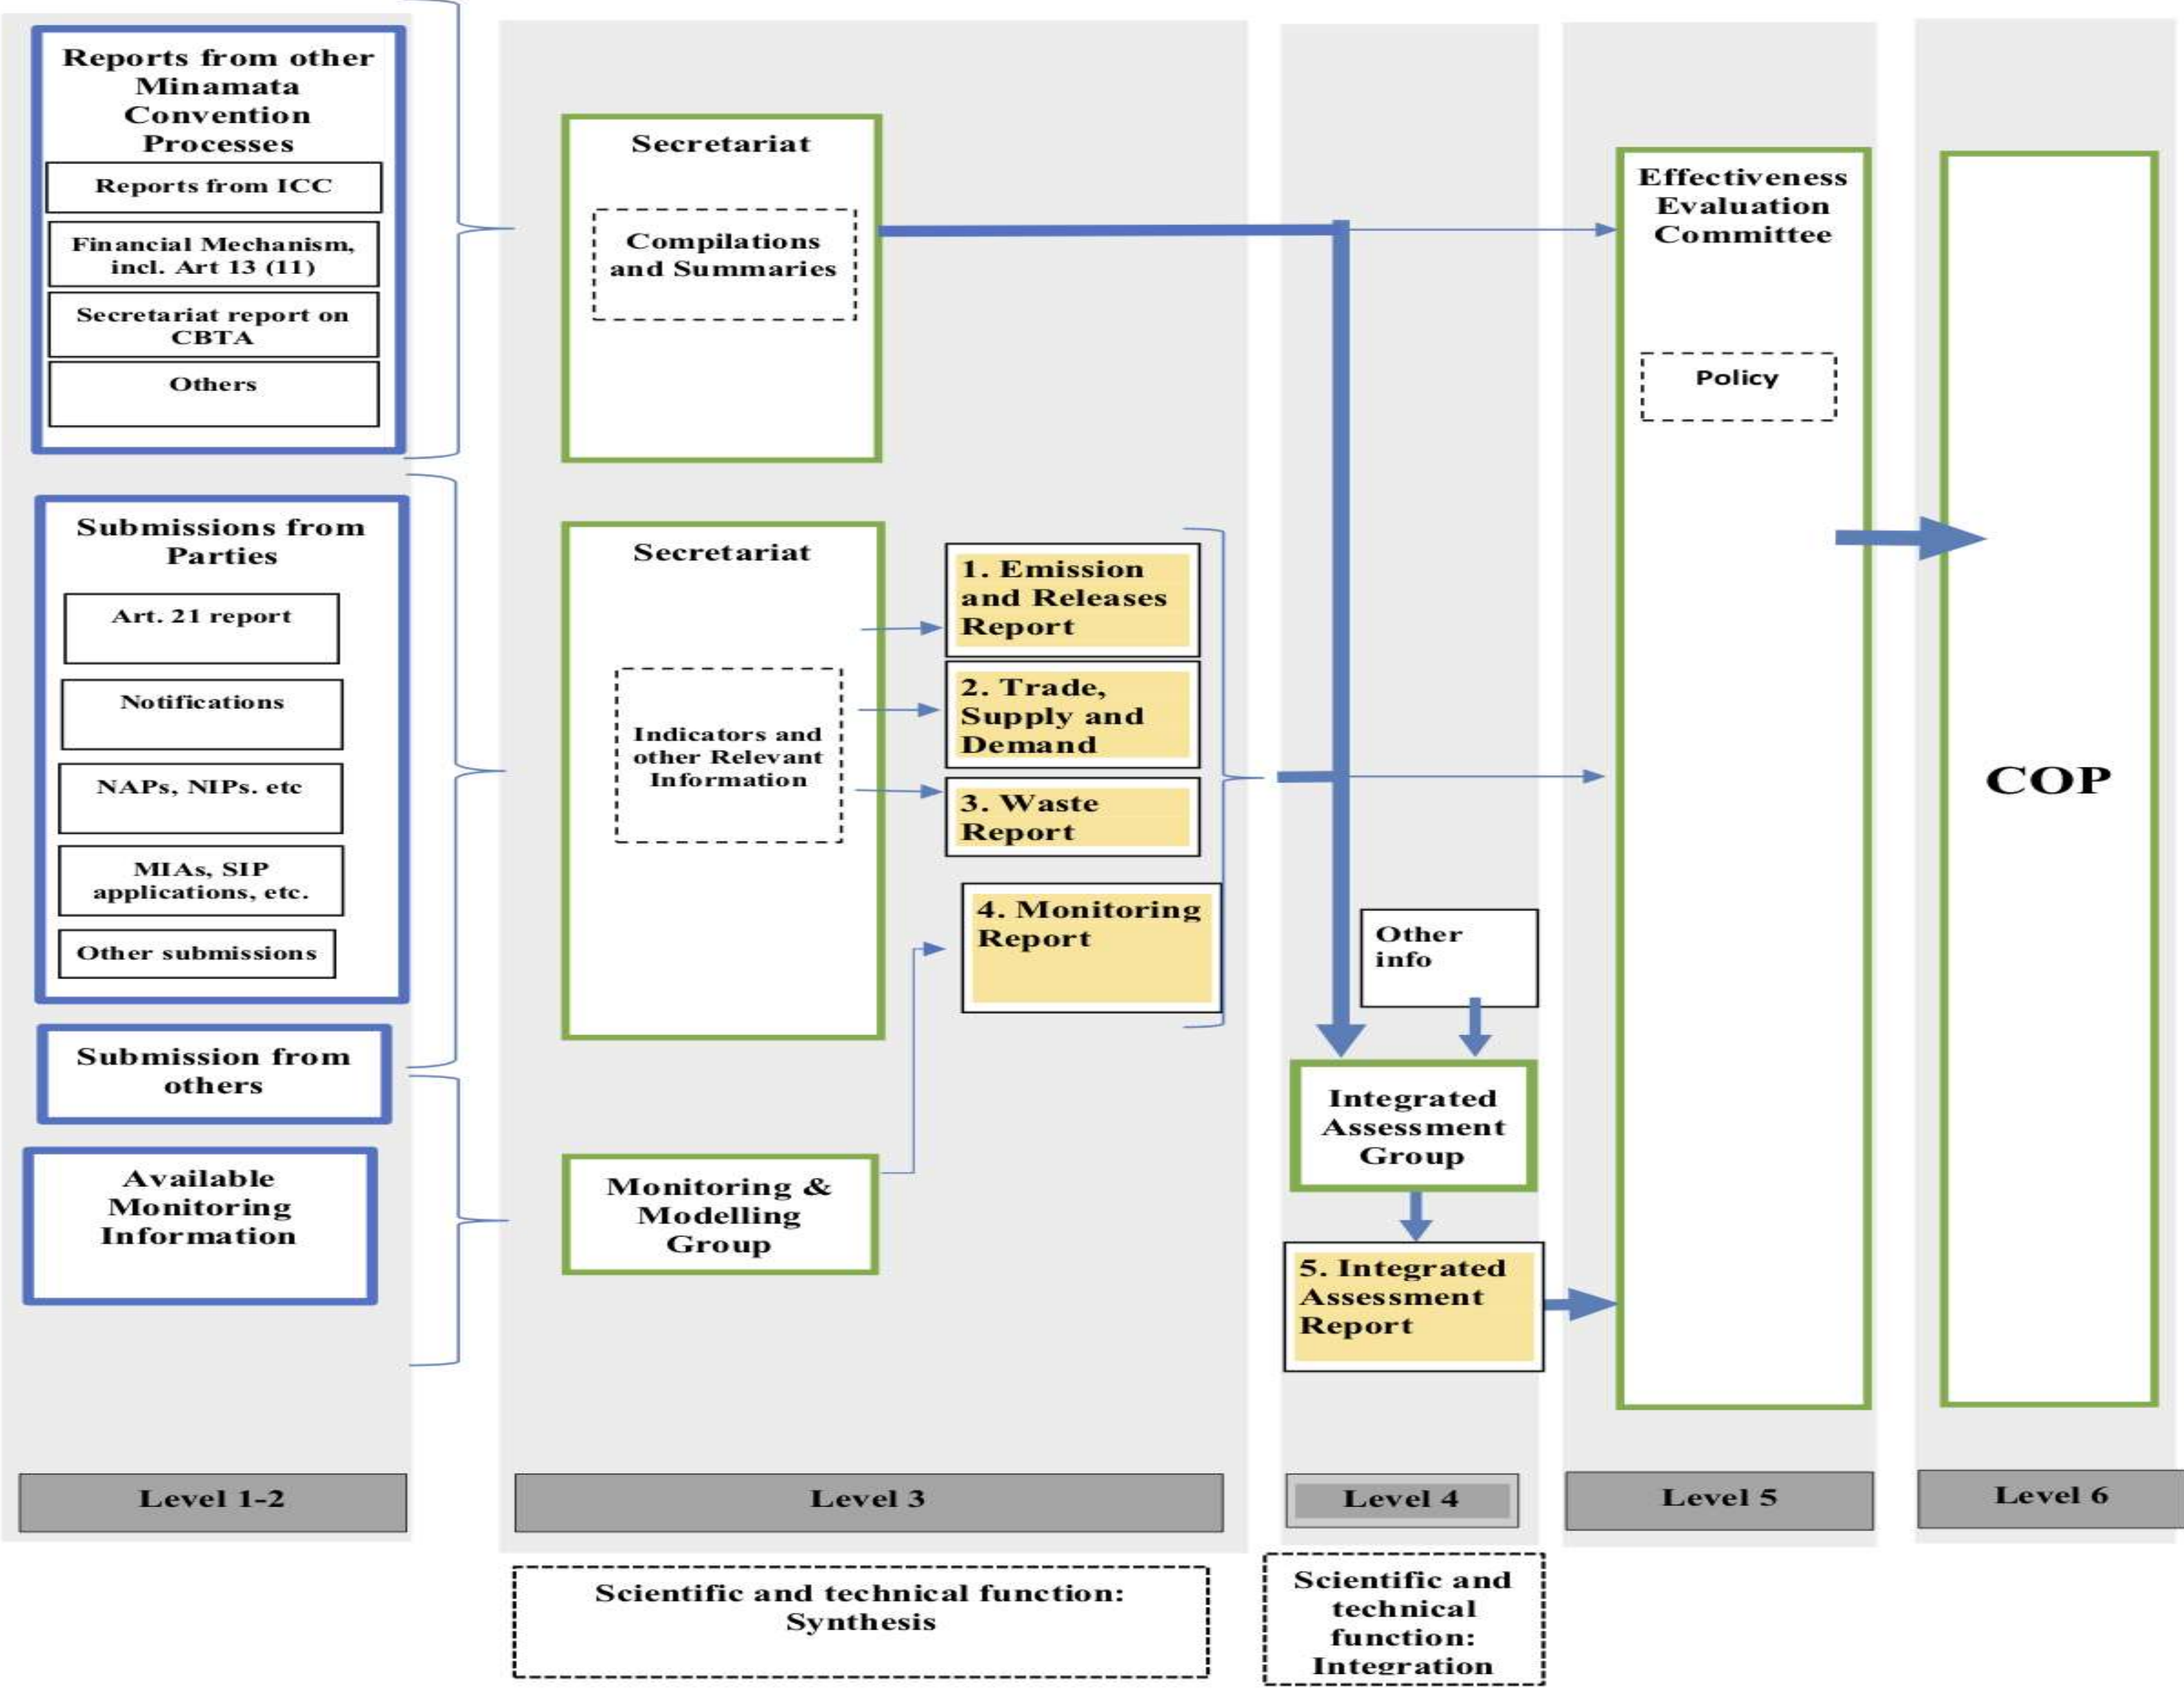 Reports from other
Minamata
Convention
Processes
Reports from ICC
Financial Mechanism,
incl. Art 13 (11)
Secretariat report on
CBTA
Others
Submissions from
Parties
Art. 21 report
Notifications
NAPs, NIPs. etc
MIAs, SIP
applications, etc.
Other submissions
Submission from
others
Available
Monitoring
Information
Level 1-2
Secretariat
Compilations
and Summaries
Secretariat
Indicators and
other Relevant
Information
1. Emission
and Releases
Report
2. Trade,
Supply and
Demand
3. Waste
Report
4. Monitoring
Report
Monitoring &
Modelling
Group
Level 3
Scientific and technical function:
Synthesis
Other
info
Integrated
Assessment
Group
5. Integrated
Assessment
Report
Level 4
Scientific and
technical
function:
Integration
Effectiveness
Evaluation
Committee
Policy
Level 5
COP
Level 6